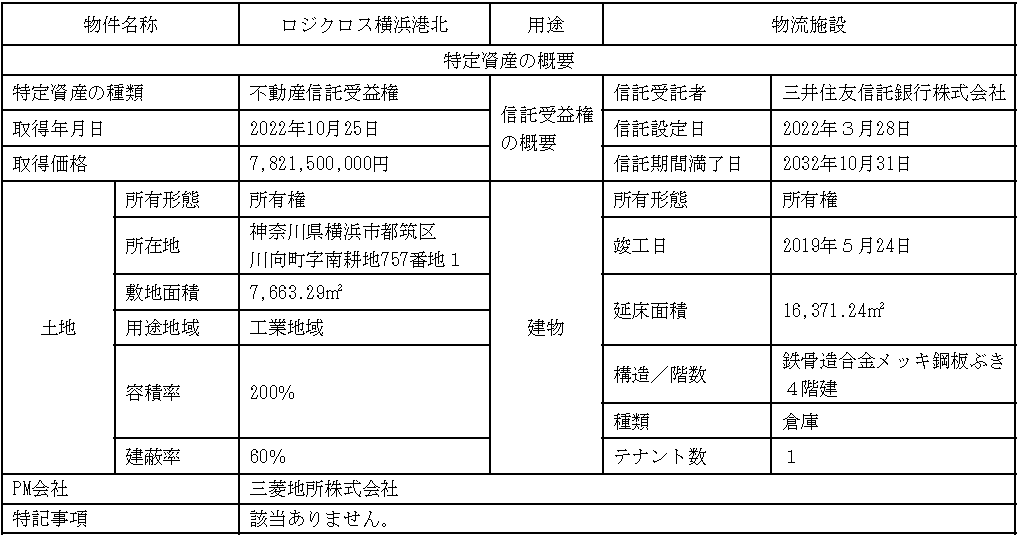 物件名称 ロジクロス横浜港北 用途 物流施設
特定資産の概要
特定資産の種類 不動産信託受益権 信託受益権の概要 信託受託者 三井住友信託銀行株式会社
取得年月日 2022年10月25日 信託設定日 2022年３月28日
取得価格 7,821,500,000円 信託期間満了日 2032年10月31日
土地 所有形態 所有権 建物 所有形態 所有権
所在地 神奈川県横浜市都筑区
川向町字南耕地757番地１ 竣工日 2019年５月24日
敷地面積 7,663.29㎡ 延床面積 16,371.24㎡
用途地域 工業地域
容積率 200% 構造／階数 鉄骨造合金メッキ鋼板ぶき
４階建
種類 倉庫
建蔽率 60% テナント数 １
PM会社 三菱地所株式会社
特記事項 該当ありません。